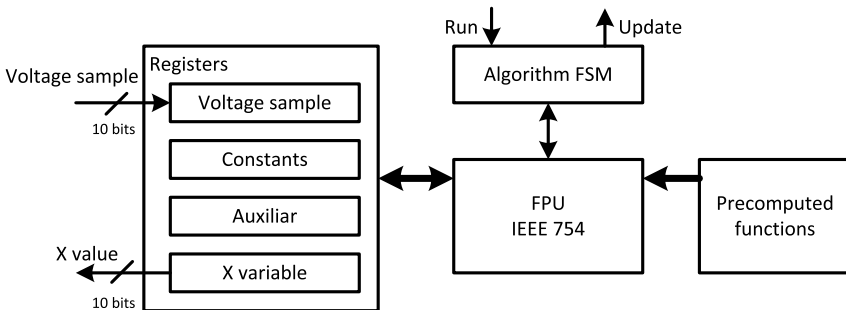 Run
Update
Registers
Algorithm FSM
Voltage sample
Voltage sample
10 bits
Constants
FPU
IEEE 754
Precomputed
functions
Auxiliar
X value
X variable
10 bits